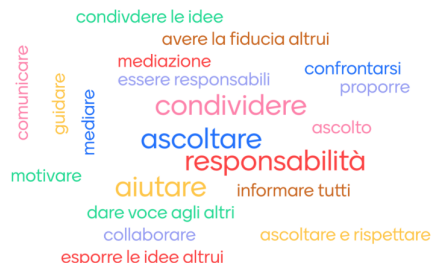 condivdere le idee
avere la fiducia altrui
mediazione
essere responsabili
confrontarsi
proporre
comunicare
guidare
mediare
condividere
ascolto
ascoltare
responsabilità
motivare
aiutare
informare tutti
dare voce agli altri
collaborare
ascoltare e rispettare
esporre le idee altrui